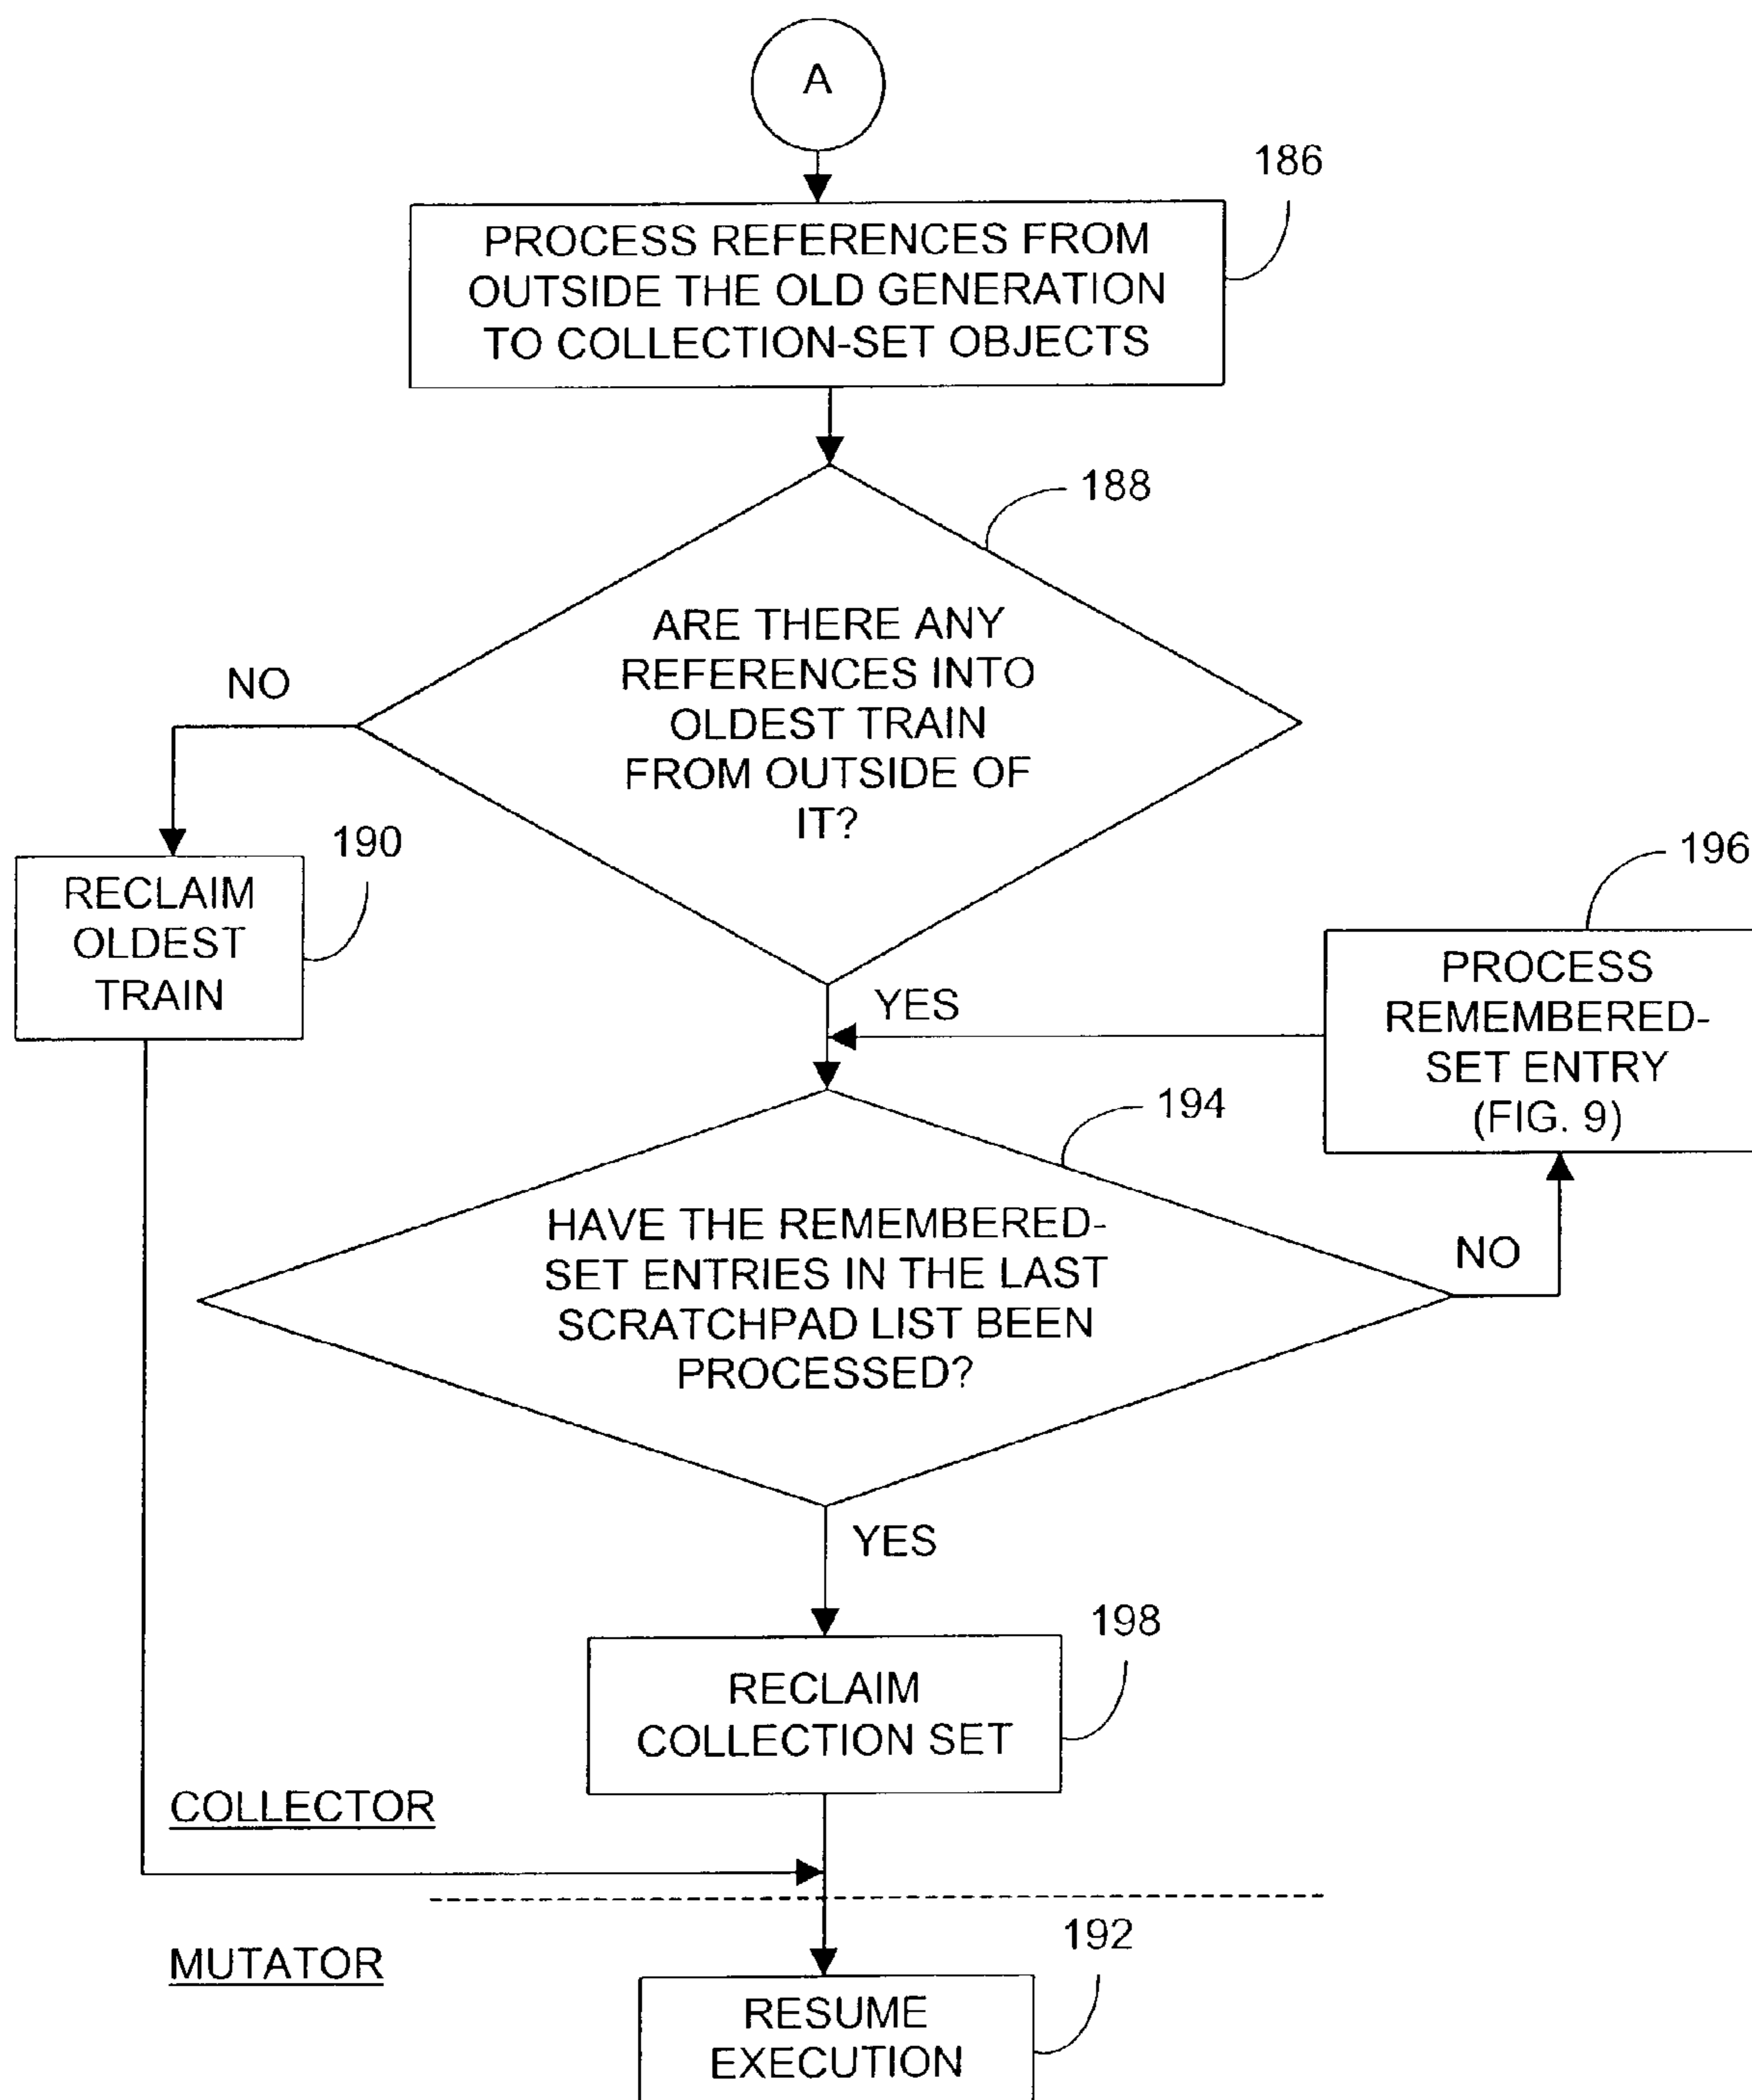 A
186
PROCESS REFERENCES FROM
OUTSIDE THE OLD GENERATION
TO COLLECTION-SET OBJECTS
188
ARE THERE ANY
REFERENCES INTO
OLDEST TRAIN
FROM OUTSIDE OF
IT?
NO
190
RECLAIM
OLDEST
TRAIN
196
PROCESS
REMEMBERED-
SET ENTRY
(FIG. 9)
YES
194
HAVE THE REMEMBERED-
SET ENTRIES IN THE LAST
SCRATCHPAD LIST BEEN
PROCESSED?
NO
YES
198
RECLAIM
COLLECTION SET
COLLECTOR
MUTATOR
192
RESUME
EXECUTION